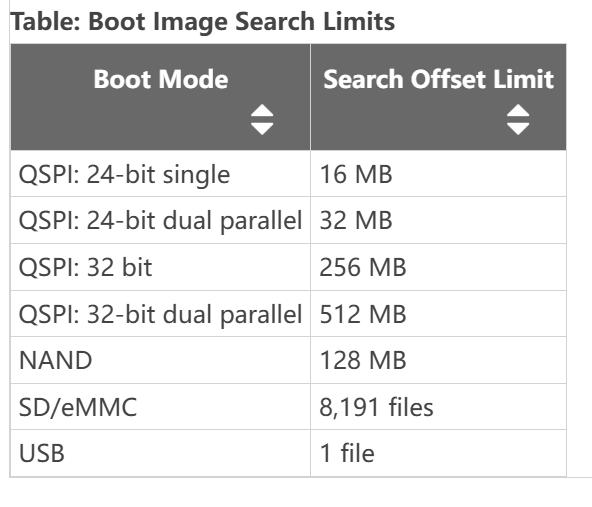 Table: Boot Image Search Limits
Boot Mode Search Offset Limit
QSPI: 24-bit single 16 MB
QSPI: 24-bit dual parallel 32 MB
QSPI: 32 bit 256 MB
QSPI: 32-bit dual parallel 512 MB
NAND 128 MB
SD/eMMC 8,191 files
USB 1 file